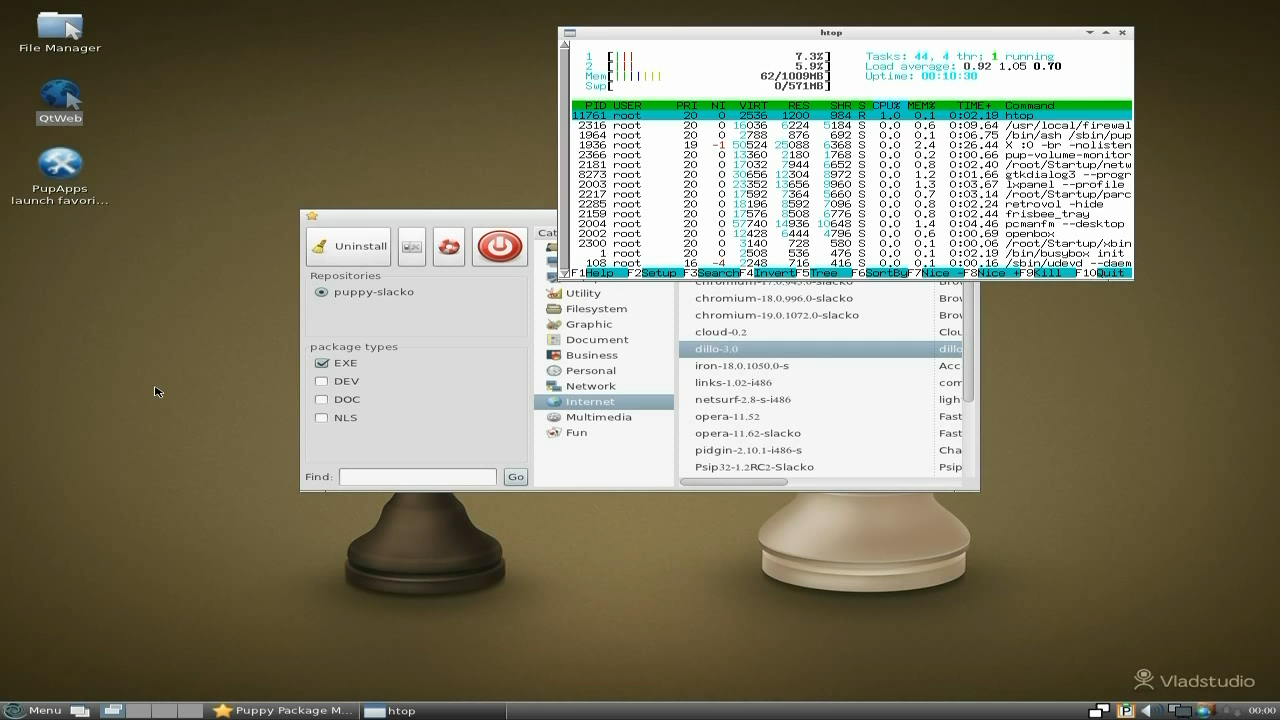 File Manager
QtWeb
PupApps
launch favori...
htop
1 [||| 7.3%]
2 [||| 5.9%]
Mem[|||||||| 62/1009MB]
Swp[ 0/571MB]
Tasks: 44, 4 thr; 1 running
Load average: 0.92 1.05 0.70
Uptime: 00:10:30
PID USER PRI NI VIRT RES SHR S CPU% MEM% TIME+ Command
11761 root 20 0 2536 1200 984 R 1.0 0.1 0:02.19 htop
2316 root 20 0 16036 6224 5184 S 0.0 0.6 0:09.64 /usr/local/firewal
1964 root 20 0 2788 876 692 S 0.0 0.1 0:06.75 /bin/ash /sbin/pup
1936 root 19 -1 50524 25088 6368 S 0.0 2.4 0:26.44 X :0 -br -nolisten
2366 root 20 0 13360 2180 1768 S 0.0 0.2 0:00.66 pup-volume-monitor
2181 root 20 0 17032 7944 6652 S 0.0 0.8 0:02.40 /root/Startup/netw
8273 root 20 0 30656 12304 8972 S 0.0 1.2 0:01.66 gtkdialog3 --progr
2003 root 20 0 23352 13656 9960 S 0.0 1.3 0:03.67 lxpanel --profile
2217 root 20 0 17592 7364 5660 S 0.0 0.7 0:03.14 /root/Startup/parc
2285 root 20 0 18196 8592 7096 S 0.0 0.8 0:02.24 retrovol -hide
2159 root 20 0 17576 8508 6776 S 0.0 0.8 0:02.44 frisbee_tray
2004 root 20 0 57740 14936 10648 S 0.0 1.4 0:04.46 pcmanfm --desktop
2002 root 20 0 12428 6444 4796 S 0.0 0.6 0:00.69 openbox
2300 root 20 0 3140 728 588 S 0.0 0.1 0:00.06 /root/Startup/xbin
1 root 20 0 2508 536 476 S 0.0 0.1 0:00.06 /bin/busybox init
108 root 16 -4 2248 716 416 S 0.0 0.1 0:00.16 /sbin/udevd --daem
F1Help F2Setup F3SearchF4InvertF5Tree F6SortByF7Nice -F8Nice +F9Kill F10Quit
Uninstall
Repositories
puppy-slacko
package types
EXE
DEV
DOC
NLS
Find:
Go
Cat
Utility
Filesystem
Graphic
Document
Business
Personal
Network
Internet
Multimedia
Fun
chromium-18.0.996.0-slacko Brow
chromium-19.0.1072.0-slacko Brow
cloud-0.2 Clou
dillo-3.0 dillo
iron-18.0.1050.0-s Acc
links-1.02-i486 com
netsurf-2.8-s-i486 ligh
opera-11.52 Fast
opera-11.62-slacko Fast
pidgin-2.10.1-i486-s Cha
Psip32-1.2RC2-Slacko Psip
Vladstudio
Menu
Puppy Package M...
htop
00:00